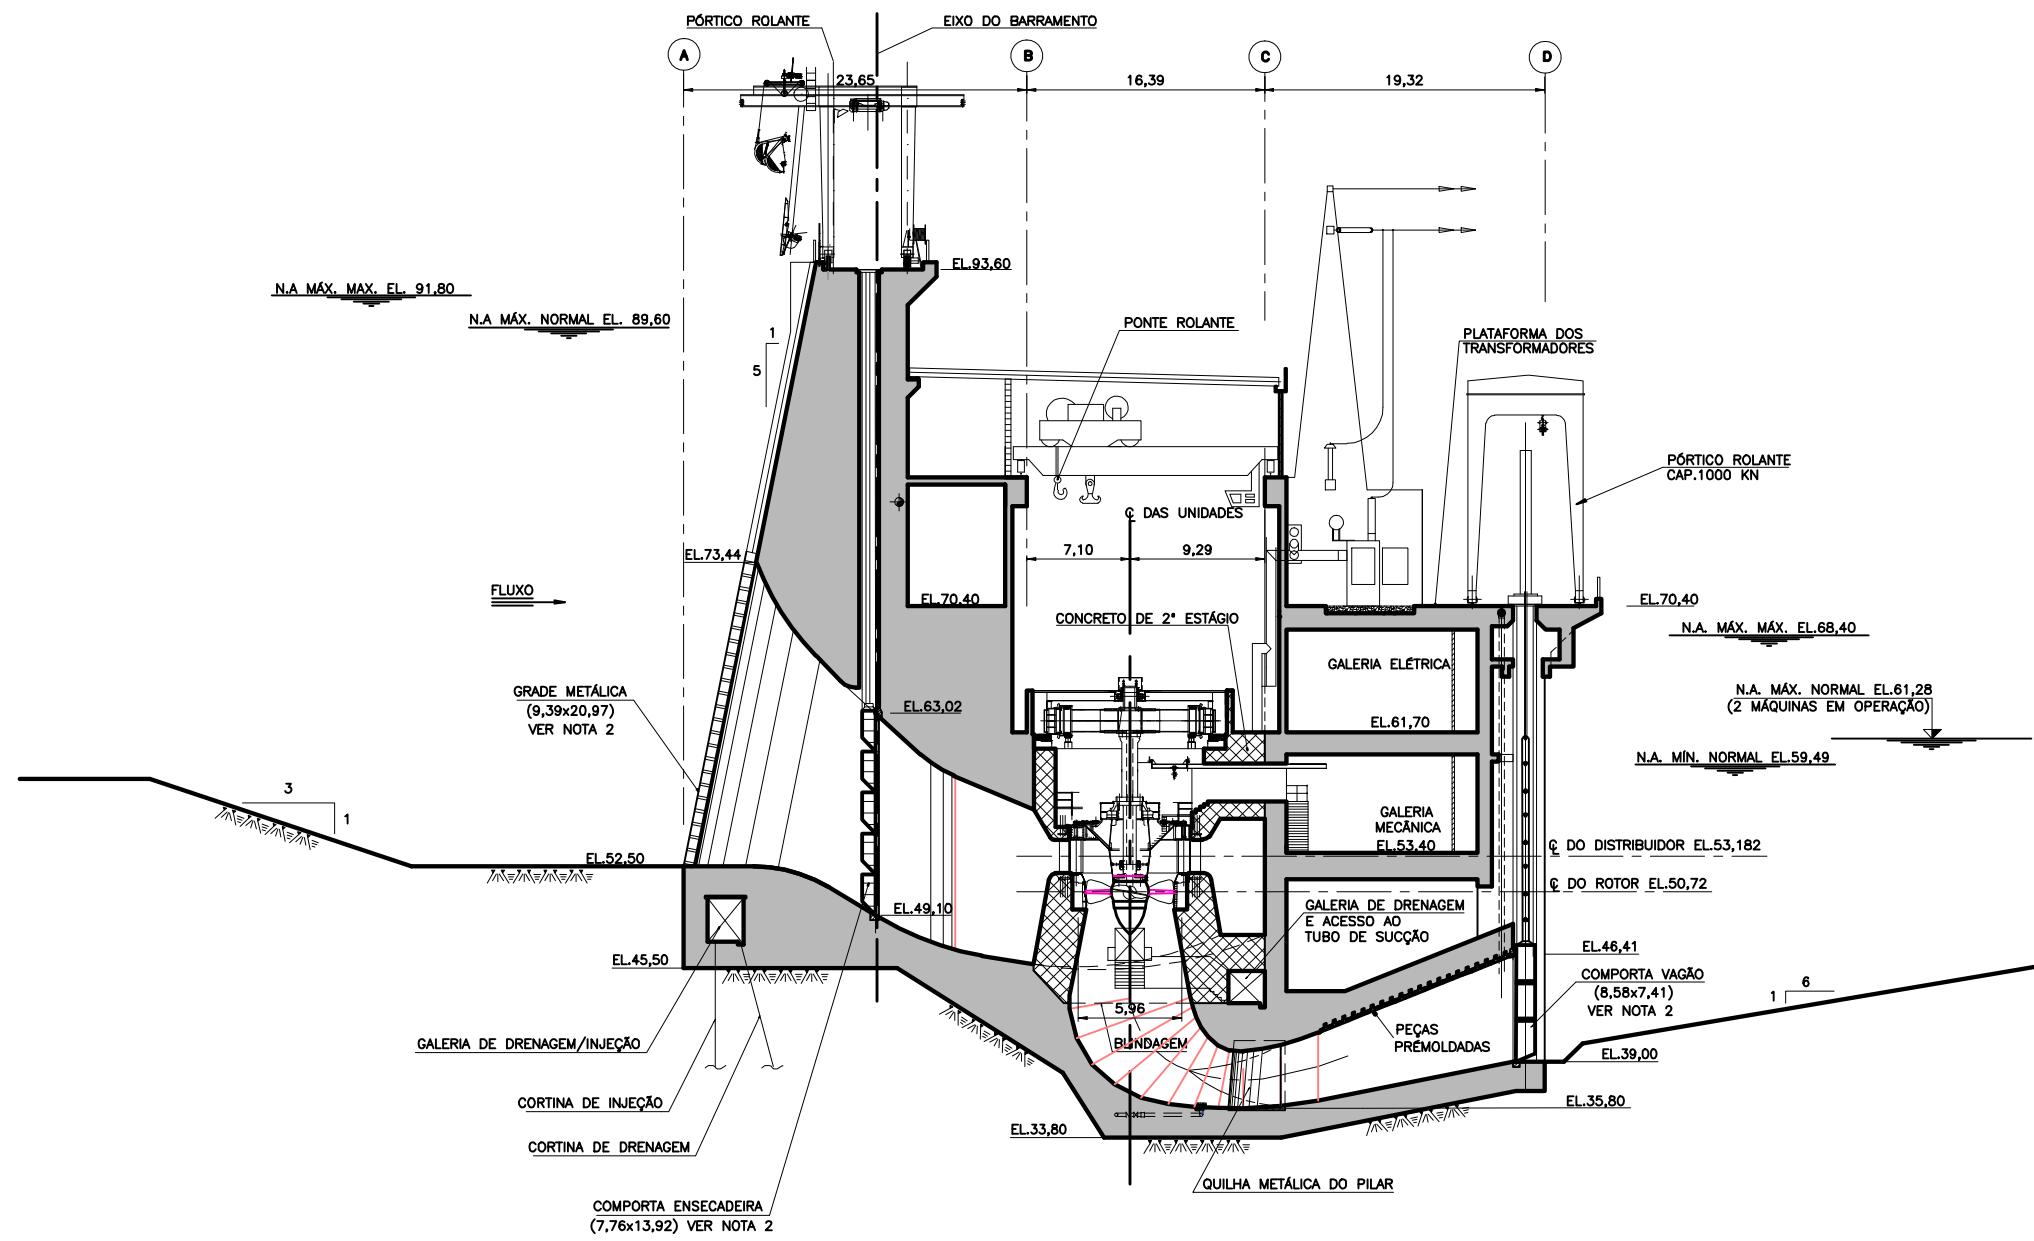 PÓRTICO ROLANTE
EIXO DO BARRAMENTO
A
B
C
D
23,65
16,39
19,32
EL.93,60
N.A MÁX. MAX. EL. 91,80
N.A MÁX. NORMAL EL. 89,60
1
5
PONTE ROLANTE
PLATAFORMA DOS
TRANSFORMADORES
PÓRTICO ROLANTE
CAP.1000 KN
℄ DAS UNIDADES
7,10
9,29
EL.73,44
FLUXO
EL.70,40
EL.70,40
CONCRETO DE 2° ESTÁGIO
N.A. MÁX. MÁX. EL.68,40
GALERIA ELÉTRICA
GRADE METÁLICA
(9,39x20,97)
VER NOTA 2
EL.63,02
EL.61,70
N.A. MÁX. NORMAL EL.61,28
(2 MÁQUINAS EM OPERAÇÃO)
N.A. MÍN. NORMAL EL.59,49
3
1
GALERIA
MECÂNICA
EL.53,40
℄ DO DISTRIBUIDOR EL.53,182
EL.52,50
℄ DO ROTOR EL.50,72
EL.49,10
GALERIA DE DRENAGEM
E ACESSO AO
TUBO DE SUCÇÃO
EL.46,41
EL.45,50
COMPORTA VAGÃO
(8,58x7,41)
VER NOTA 2
6
1
5,96
BLINDAGEM
PEÇAS
PRÉMOLDADAS
GALERIA DE DRENAGEM/INJEÇÃO
EL.39,00
CORTINA DE INJEÇÃO
EL.35,80
EL.33,80
CORTINA DE DRENAGEM
QUILHA METÁLICA DO PILAR
COMPORTA ENSECADEIRA
(7,76x13,92) VER NOTA 2